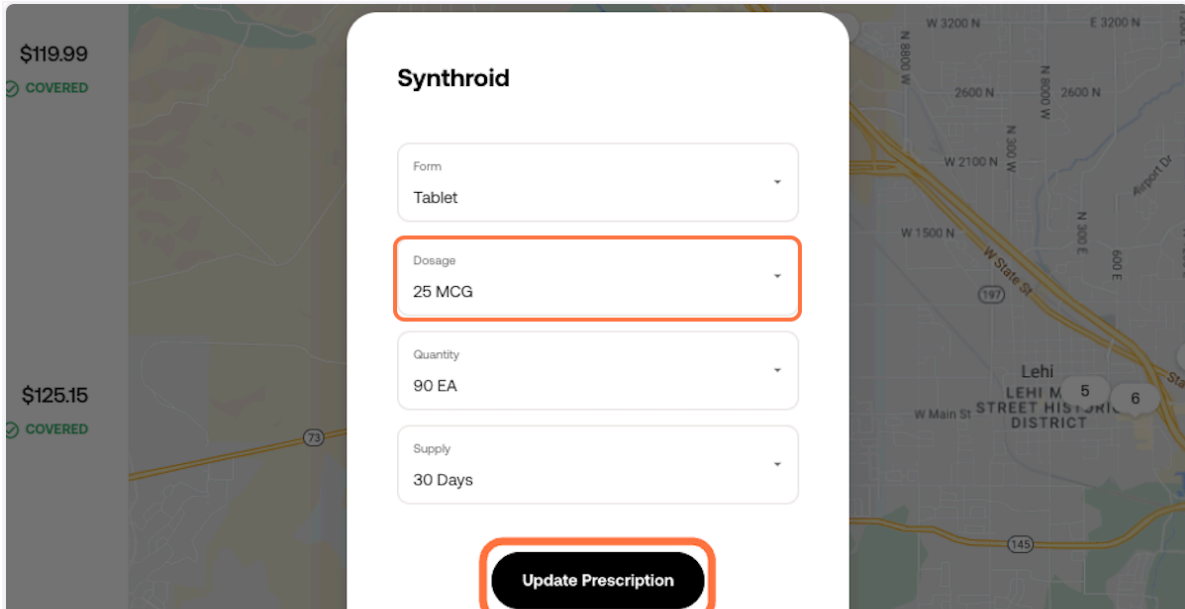 $119.99
COVERED
$125.15
COVERED
Synthroid
Form
Tablet
Dosage
25 MCG
Quantity
90 EA
Supply
30 Days
Update Prescription
W 3200 N
E 3200 N
N 8800 W
2600 N
N 8000 W
2600 N
N 300 W
W 2100 N
Airport Dr
W 1500 N
N 300 E
600 E
W State St
197
Lehi
5
6
W Main St
STREET
DISTRICT
73
145